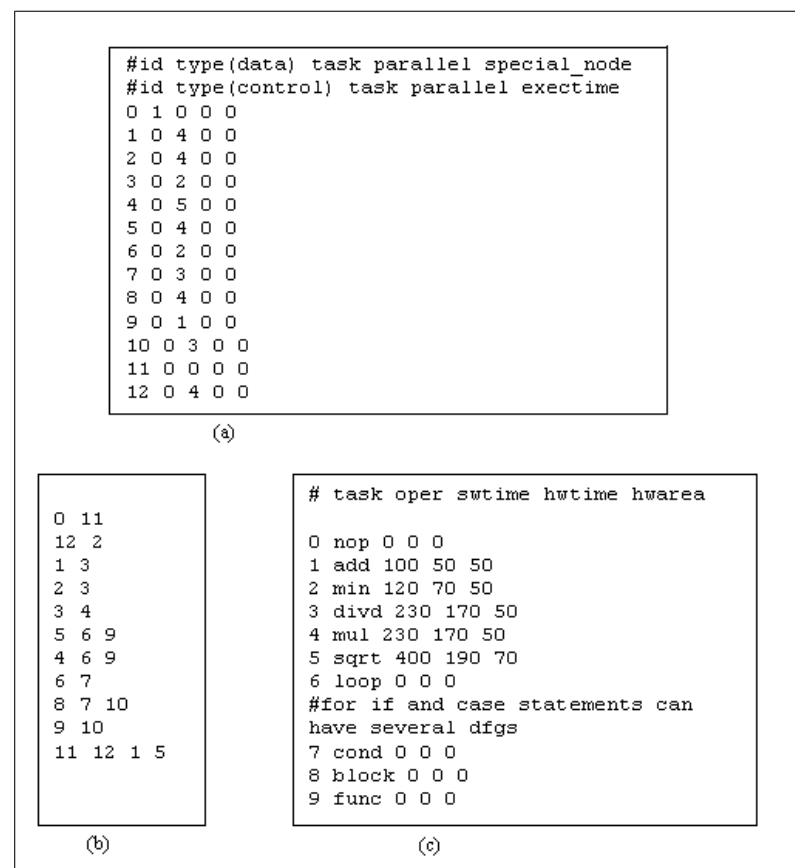 #id type(data) task parallel special_node
#id type(control) task parallel exectime
0 1 0 0 0
1 0 4 0 0
2 0 4 0 0
3 0 2 0 0
4 0 5 0 0
5 0 4 0 0
6 0 2 0 0
7 0 3 0 0
8 0 4 0 0
9 0 1 0 0
10 0 3 0 0
11 0 0 0 0
12 0 4 0 0
(a)
0 11
12 2
1 3
2 3
3 4
5 6 9
4 6 9
6 7
8 7 10
9 10
11 12 1 5
(b)
# task oper swtime hwtime hwarea
0 nop 0 0 0
1 add 100 50 50
2 min 120 70 50
3 divd 230 170 50
4 mul 230 170 50
5 sqrt 400 190 70
6 loop 0 0 0
#for if and case statements can
have several dfgs
7 cond 0 0 0
8 block 0 0 0
9 func 0 0 0
(c)